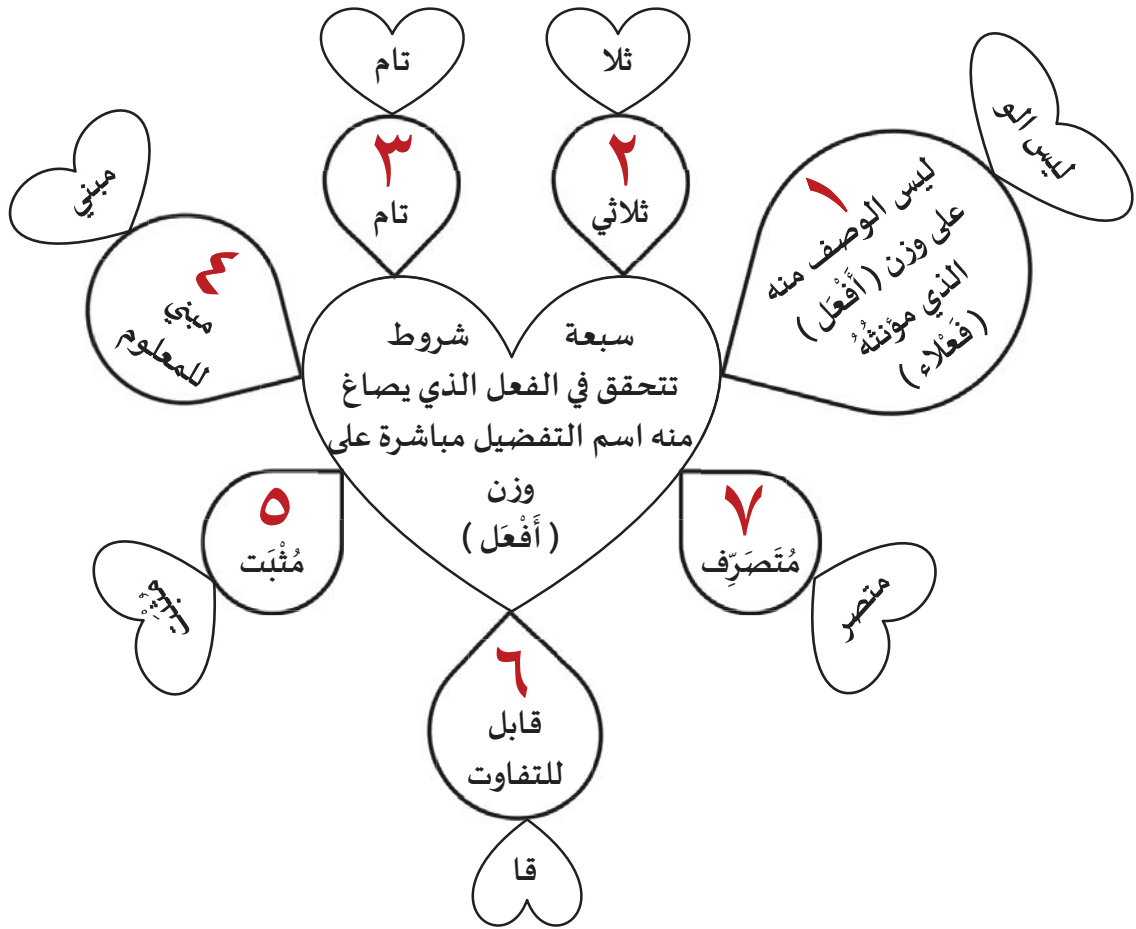 سبعة شروط
تتحقق في الفعل الذي يصاغ
منه اسم التفضيل مباشرة على
وزن
(أَفْعَل)
ليس الو
١
ليس الوصف منه
على وزن (أَفْعَل)
الذي مؤنثُهُ
(فَعْلاء)
ثلا
٢
ثلاثي
تام
٣
تام
مبني
٤
مبني
للمعلوم
٥
مُثْبَت
مُثْبَت
٦
قابل
للتفاوت
قا
٧
مُتَصَرِّف
متصر